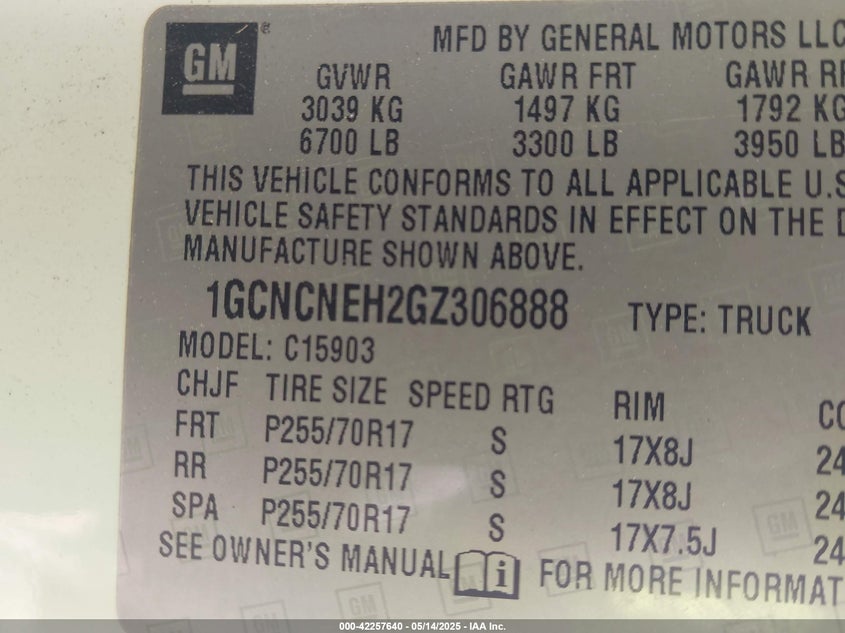 GM®
MFD BY GENERAL MOTORS LLC
GVWR GAWR FRT GAWR
3039 KG 1497 KG 1792 KG
6700 LB 3300 LB 3950 LB
THIS VEHICLE CONFORMS TO ALL APPLICABLE U.S
VEHICLE SAFETY STANDARDS IN EFFECT ON THE
MANUFACTURE SHOWN ABOVE.
1GCNCNEH2GZ306888 TYPE: TRUCK
MODEL: C15903
CHJF TIRE SIZE SPEED RTG RIM
FRT P255/70R17 S 17X8J 24
RR P255/70R17 S 17X8J 24
SPA P255/70R17 S 17X7.5J 24
SEE OWNER'S MANUAL i FOR MORE INFORMAT
000-42257640 - 05/14/2025 - IAA Inc.